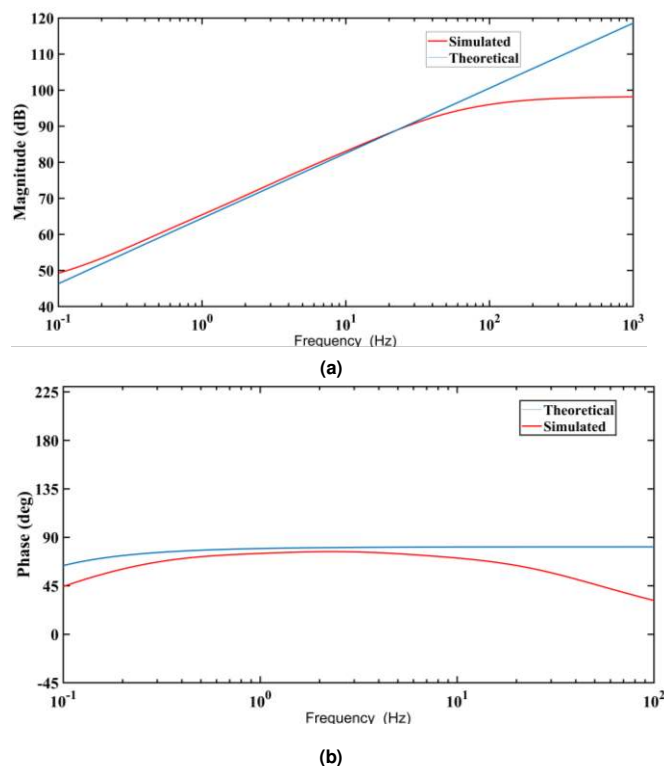 120
110
100
90
80
70
60
50
40
Magnitude (dB)
Simulated
Theoretical
10-1 100 101 102 103
Frequency (Hz)
(a)
225
180
135
90
45
0
-45
Phase (deg)
Theoretical
Simulated
10-1 100 101 102
Frequency (Hz)
(b)